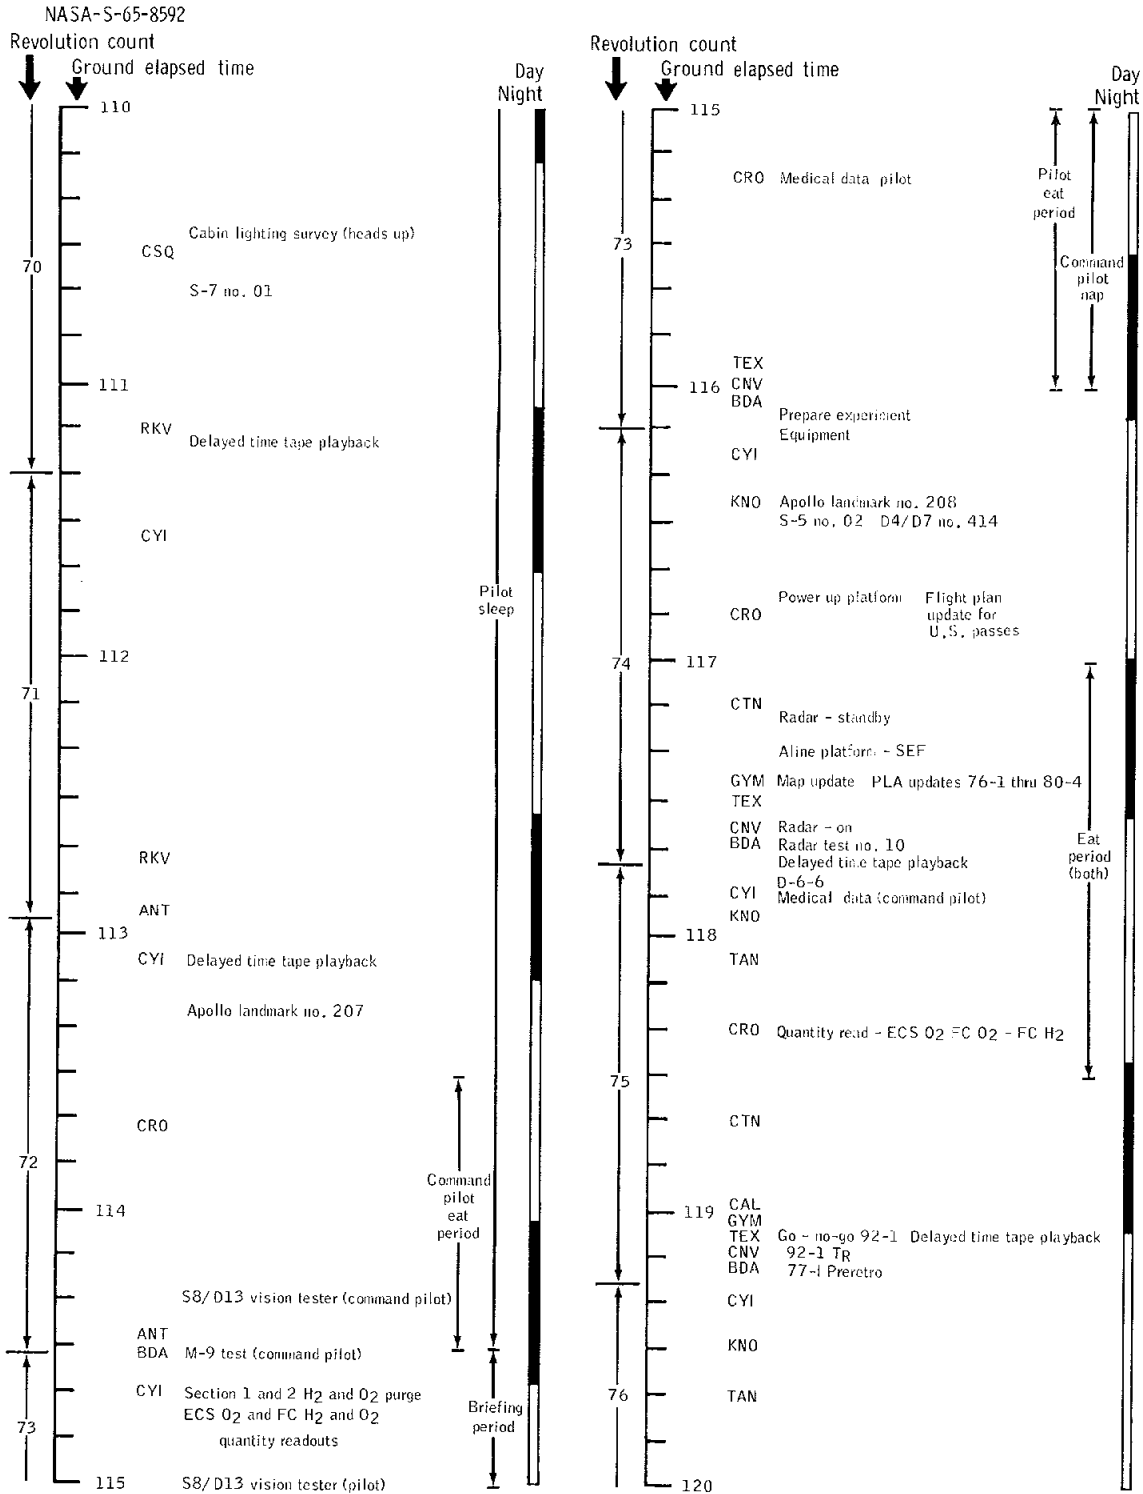 NASA-S-65-8592
Revolution count
Ground elapsed time
Day
Night
110
Cabin lighting survey (heads up)
CSQ
70
S-7 no. 01
111
RKV
Delayed time tape playback
CYI
Pilot
sleep
112
71
RKV
ANT
113
CYI Delayed time tape playback
Apollo landmark no. 207
CRO
72
Command
pilot
eat
period
114
S8/D13 vision tester (command pilot)
ANT
BDA M-9 test (command pilot)
CYI Section 1 and 2 H2 and O2 purge
ECS O2 and FC H2 and O2
quantity readouts
Briefing
period
73
115 S8/D13 vision tester (pilot)
Revolution count
Ground elapsed time
Day
Night
115
CRO Medical data pilot
Pilot
eat
period
73
Command
pilot
nap
TEX
116 CNV
BDA
Prepare experiment
Equipment
CYI
KNO Apollo landmark no. 208
S-5 no. 02 D4/D7 no. 414
Power up platform Flight plan
update for
U.S. passes
CRO
74
117
CTN
Radar - standby
Aline platform - SEF
GYM Map update PLA updates 76-1 thru 80-4
TEX
CNV Radar - on
BDA Radar test no. 10
Delayed time tape playback
D-6-6
CYI Medical data (command pilot)
KNO
Eat
period
(both)
118
TAN
CRO Quantity read - ECS O2 FC O2 - FC H2
75
CTN
CAL
119
GYM
TEX Go - no-go 92-1 Delayed time tape playback
CNV 92-1 TR
BDA 77-1 Preretro
CYI
KNO
76
TAN
120